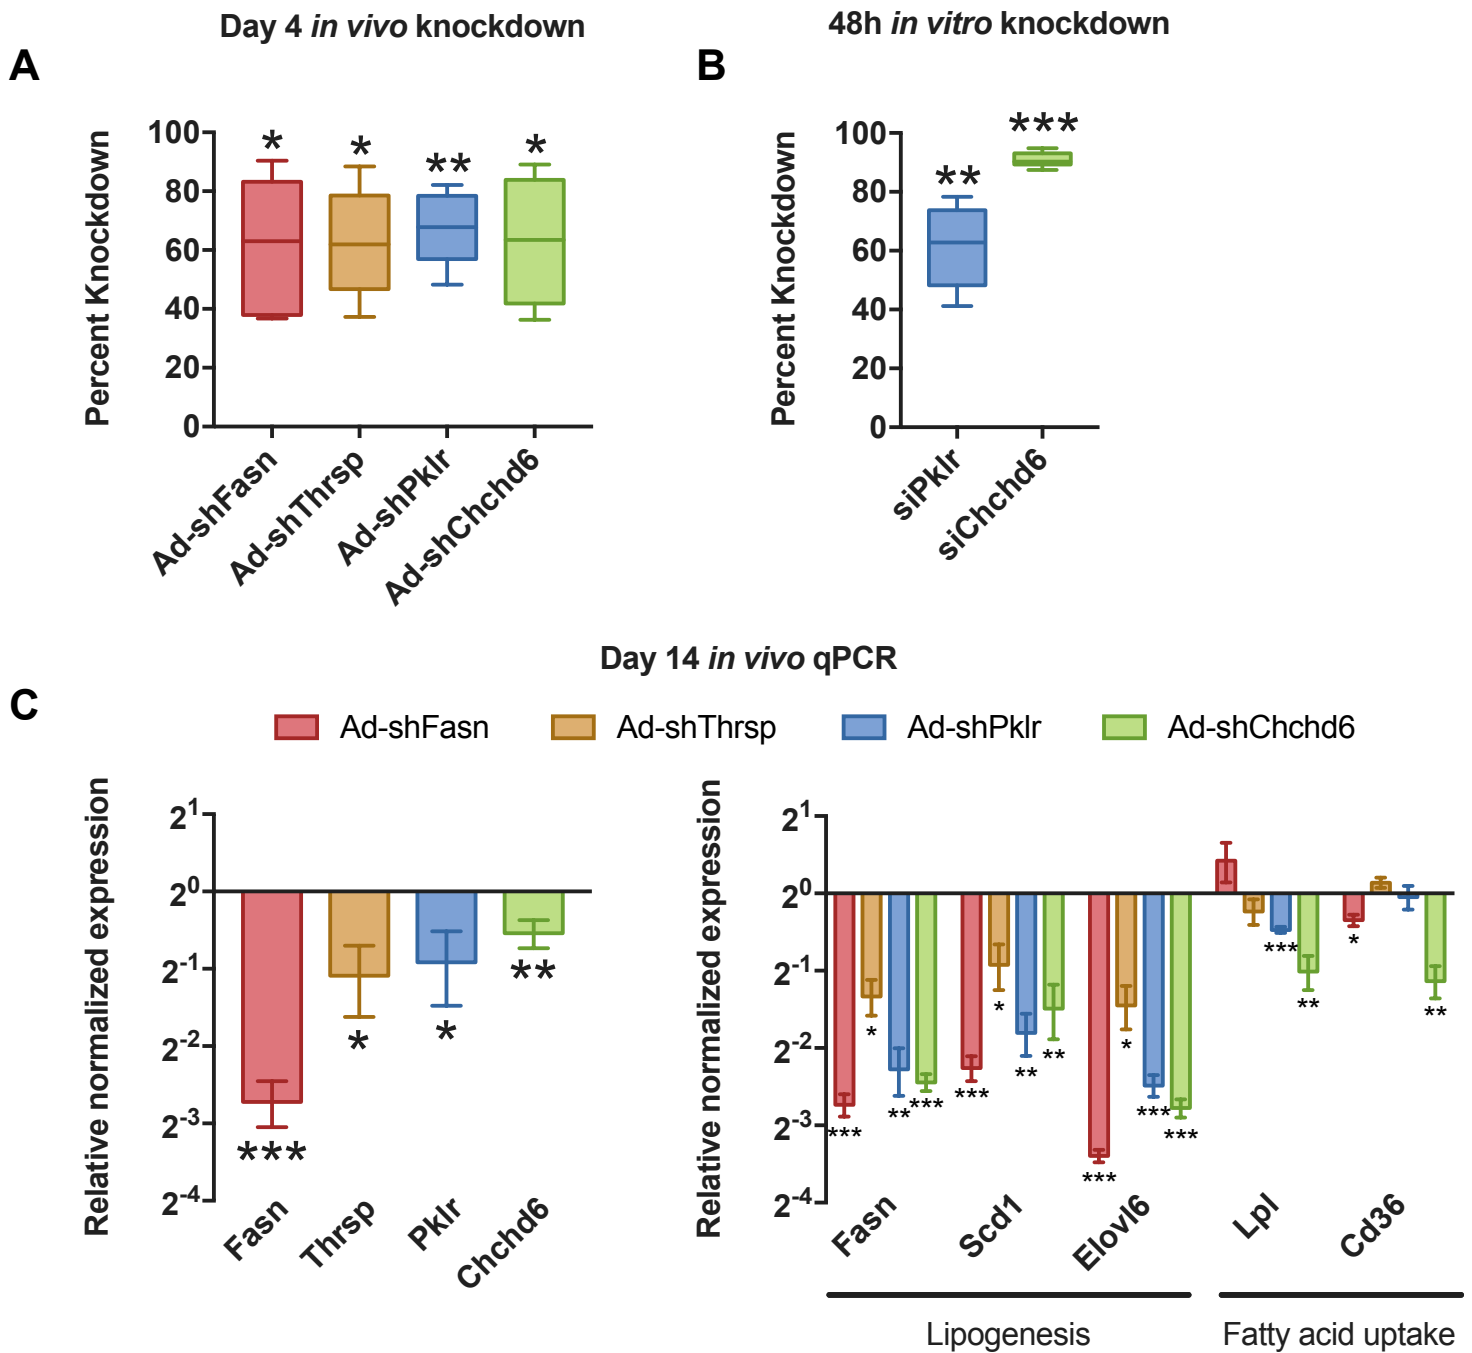 Day 4 in vivo knockdown
48h in vitro knockdown
A
B
Percent Knockdown
100
80
60
40
20
0
*
*
**
*
Ad-shFasn
Ad-shThrsp
Ad-shPklr
Ad-shChchd6
Percent Knockdown
100
80
60
40
20
0
**
***
siPklr
siChchd6
Day 14 in vivo qPCR
C
Ad-shFasn
Ad-shThrsp
Ad-shPklr
Ad-shChchd6
Relative normalized expression
2^1
2^0
2^-1
2^-2
2^-3
2^-4
***
*
*
**
Fasn
Thrsp
Pklr
Chchd6
Relative normalized expression
2^1
2^0
2^-1
2^-2
2^-3
2^-4
***
*
**
***
***
*
**
**
***
*
***
***
***
**
*
**
Fasn
Scd1
Elovl6
Lpl
Cd36
Lipogenesis
Fatty acid uptake